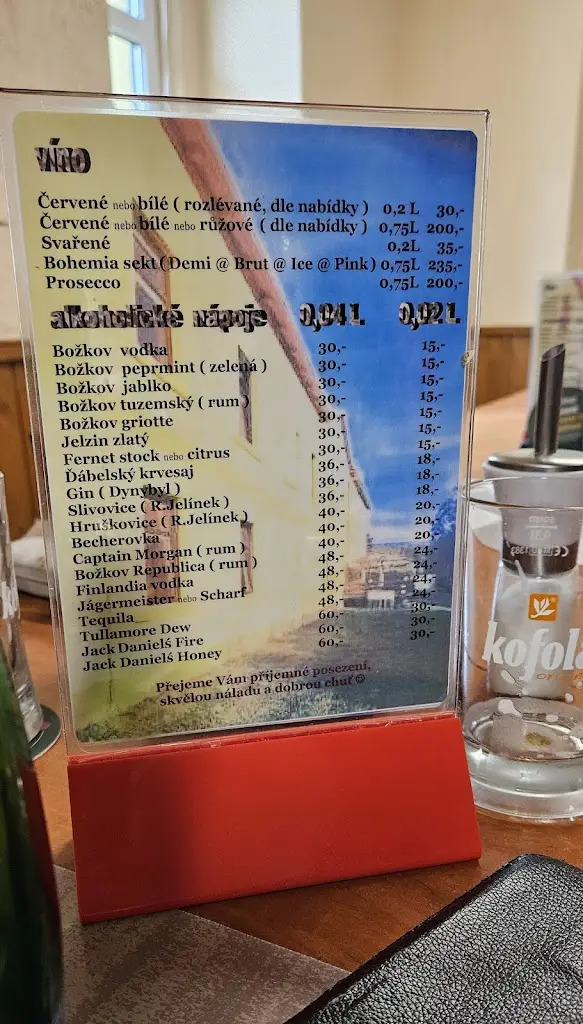 víno
Červené nebo bílé ( rozlévané, dle nabídky ) 0,2 L 30,-
Červené nebo bílé nebo růžové ( dle nabídky ) 0,75L 200,-
Svařené 0,2L 35,-
Bohemia sekt ( Demi @ Brut @ Ice @ Pink ) 0,75L 235,-
Prosecco 0,75L 200,-
alkoholické nápoje 0,04 L 0,02 L
Božkov vodka 30,- 15,-
Božkov peprmint ( zelená ) 30,- 15,-
Božkov jablko 30,- 15,-
Božkov tuzemský ( rum ) 30,- 15,-
Božkov griotte 30,- 15,-
Jelzin zlatý 30,- 15,-
Fernet stock nebo citrus 30,- 15,-
Ďábelský krvesaj 36,- 18,-
Gin ( Dynybyl ) 36,- 18,-
Slivovice ( R.Jelínek ) 36,- 18,-
Hruškovice ( R.Jelínek ) 40,- 20,-
Becherovka 40,- 20,-
Captain Morgan ( rum ) 40,- 20,-
Božkov Republica ( rum ) 48,- 24,-
Finlandia vodka 48,- 24,-
Jägermeister nebo Scharf 48,- 24,-
Tequila 48,- 24,-
Tullamore Dew 60,- 30,-
Jack Danielś Fire 60,- 30,-
Jack Danielś Honey 60,- 30,-
Přejeme Vám příjemné posezení,
skvělou náladu a dobrou chuť ☺
kofola